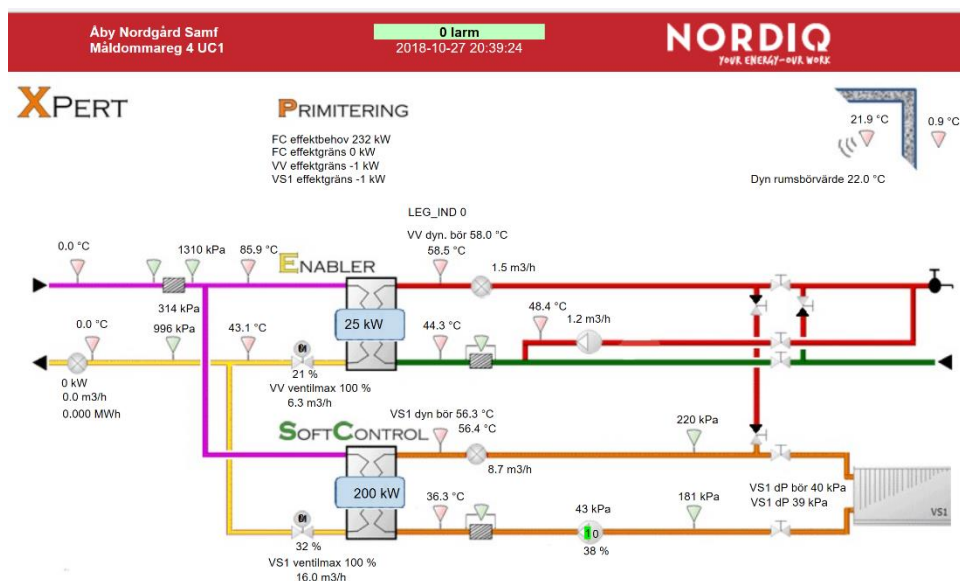 Åby Nordgård Samf
Måldommareg 4 UC1
0 larm
2018-10-27 20:39:24
NORDIQ
YOUR ENERGY-OUR WORK
XPERT
PRIMITERING
FC effektbehov 232 kW
FC effektgräns 0 kW
VV effektgräns -1 kW
VS1 effektgräns -1 kW
21.9 °C
0.9 °C
Dyn rumsbörvärde 22.0 °C
LEG_IND 0
0.0 °C
1310 kPa
85.9 °C
ENABLER
VV dyn. bör 58.0 °C
58.5 °C
1.5 m3/h
314 kPa
0.0 °C
996 kPa
43.1 °C
25 kW
44.3 °C
48.4 °C
1.2 m3/h
21 %
VV ventilmax 100 %
6.3 m3/h
0 kW
0.0 m3/h
0.000 MWh
SOFTCONTROL
VS1 dyn bör 56.3 °C
56.4 °C
8.7 m3/h
220 kPa
200 kW
36.3 °C
43 kPa
181 kPa
VS1 dP bör 40 kPa
VS1 dP 39 kPa
VS1
1 0
38 %
32 %
VS1 ventilmax 100 %
16.0 m3/h